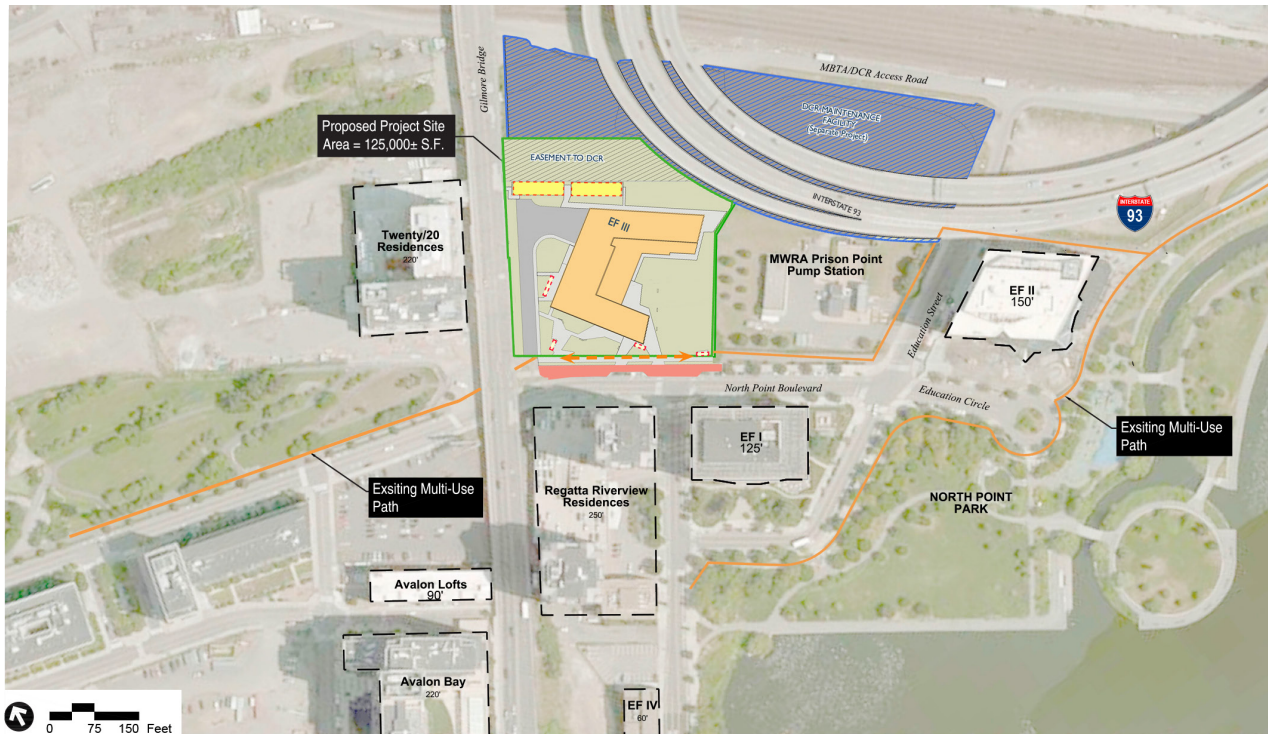 Gilmore Bridge
MBTA/DCR Access Road
DCR MAINTENANCE
FACILITY
(Separate Project)
Proposed Project Site
Area = 125,000± S.F.
EASEMENT TO DCR
INTERSTATE 93
INTERSTATE
93
EF III
Twenty/20
Residences
220'
MWRA Prison Point
Pump Station
EF II
150'
Education Street
North Point Boulevard
Education Circle
Exsiting Multi-Use
Path
EF I
125'
Exsiting Multi-Use
Path
Regatta Riverview
Residences
250'
NORTH POINT
PARK
Avalon Lofts
90'
Avalon Bay
220'
EF IV
60'
0 75 150 Feet